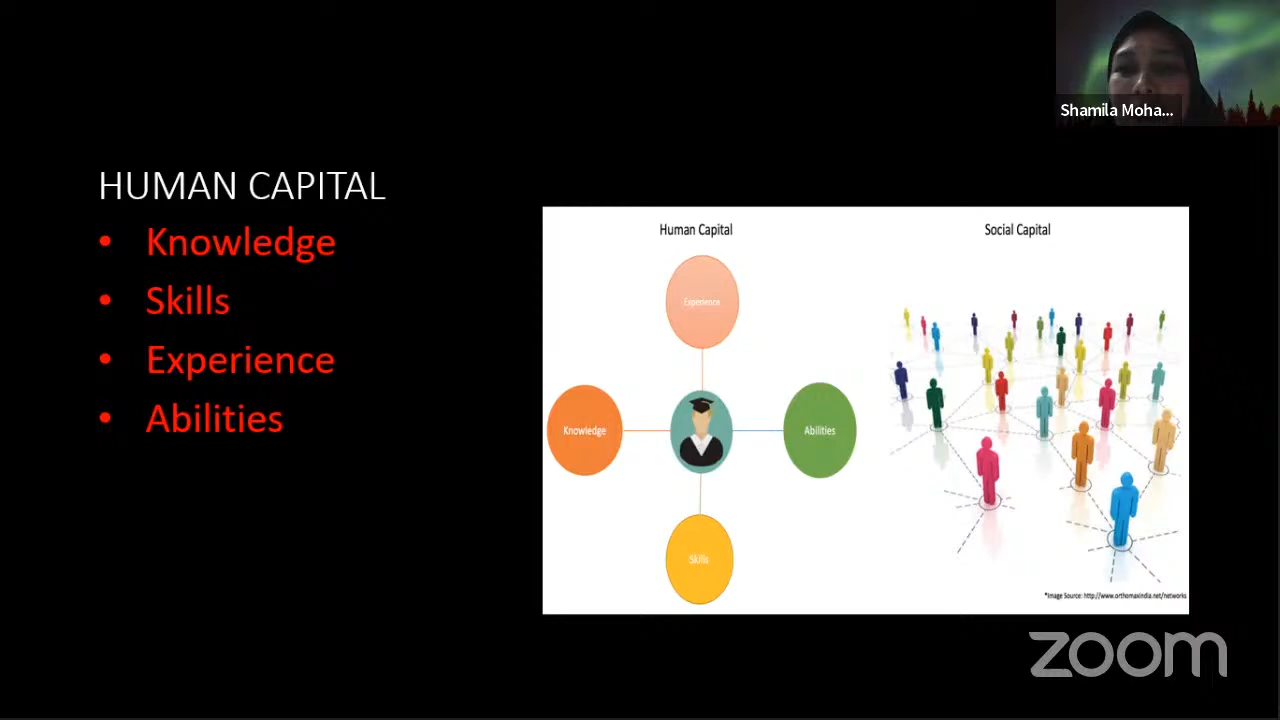 Shamila Moha...
HUMAN CAPITAL
• Knowledge
• Skills
• Experience
• Abilities
Human Capital
Social Capital
Experience
Knowledge
Abilities
Skills
*Image Source: http://www.orthomaxindia.net/networks
zoom